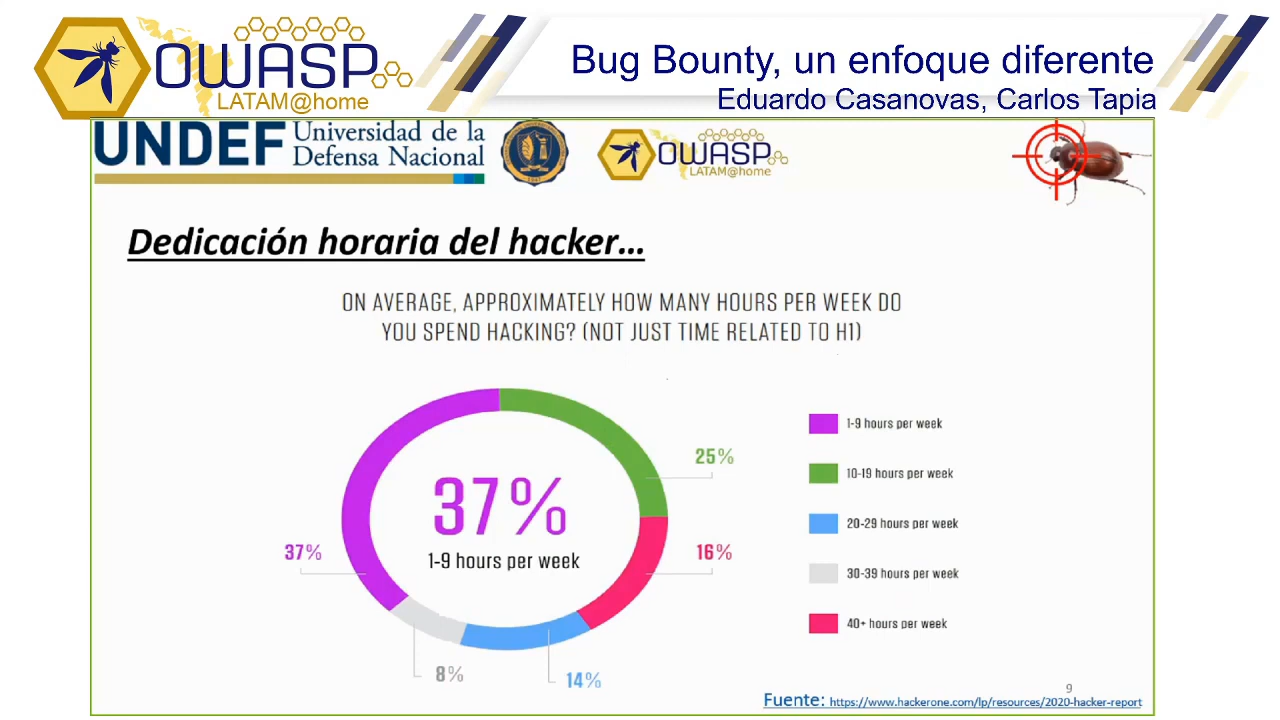 OWASP
LATAM@home
Bug Bounty, un enfoque diferente
Eduardo Casanovas, Carlos Tapia
UNDEF
Universidad de la
Defensa Nacional
OWASP
LATAM@home
Dedicación horaria del hacker...
ON AVERAGE, APPROXIMATELY HOW MANY HOURS PER WEEK DO
YOU SPEND HACKING? (NOT JUST TIME RELATED TO H1)
37%
1-9 hours per week
25%
16%
14%
8%
37%
1-9 hours per week
10-19 hours per week
20-29 hours per week
30-39 hours per week
40+ hours per week
9
Fuente: https://www.hackerone.com/lp/resources/2020-hacker-report